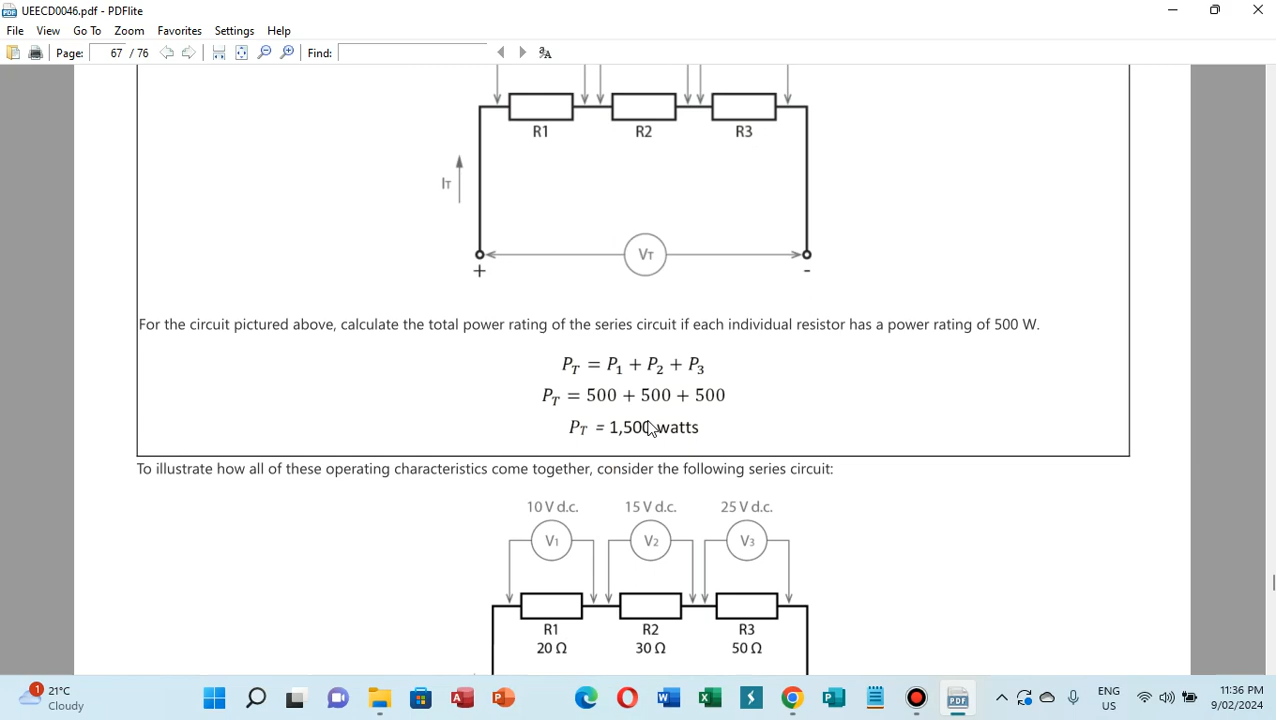 UEECD0046.pdf - PDFlite
File View Go To Zoom Favorites Settings Help
Page: 67 / 76 Find:
R1 R2 R3
IT
VT
+ -
For the circuit pictured above, calculate the total power rating of the series circuit if each individual resistor has a power rating of 500 W.
PT = P1 + P2 + P3
PT = 500 + 500 + 500
PT = 1,500 watts
To illustrate how all of these operating characteristics come together, consider the following series circuit:
10 V d.c. 15 V d.c. 25 V d.c.
V1 V2 V3
R1 R2 R3
20 Ω 30 Ω 50 Ω
1
21°C
Cloudy
ENG
US
11:36 PM
9/02/2024